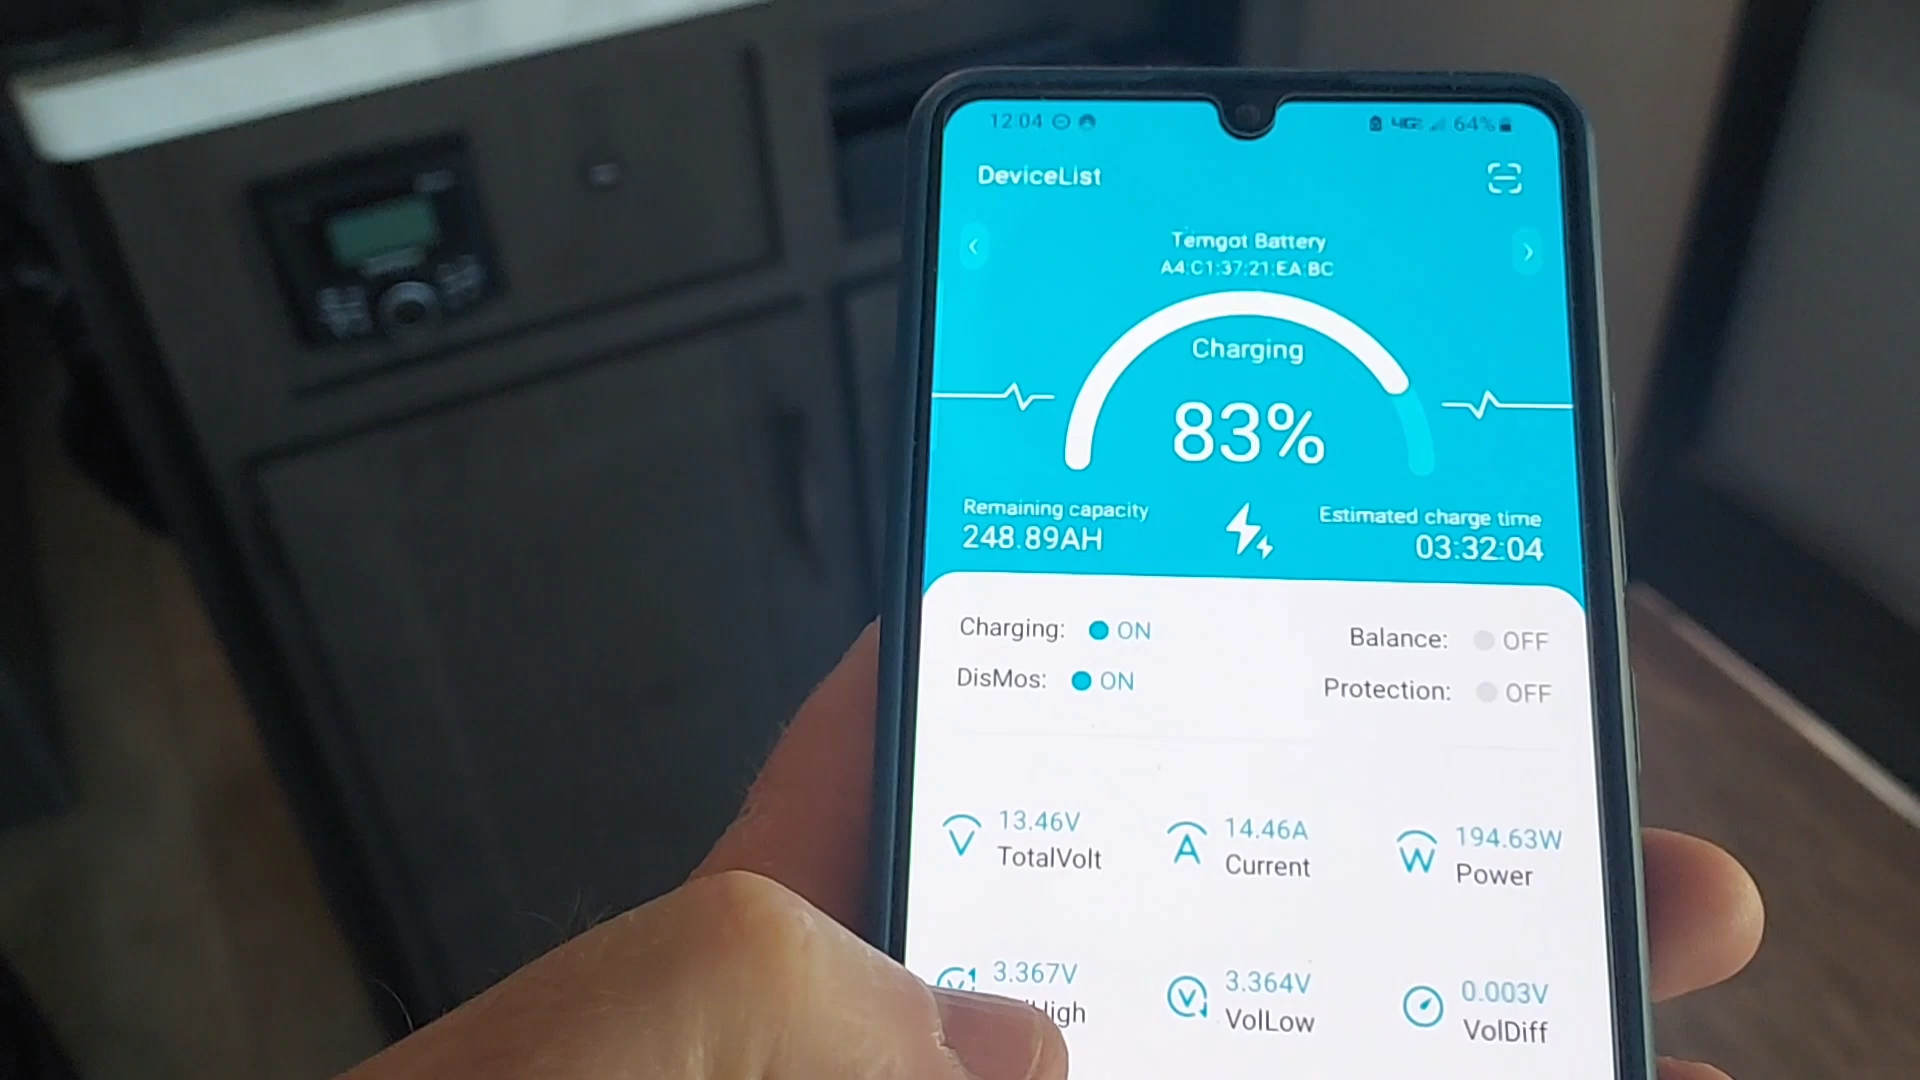 12:04 4G 64%
DeviceList
Temgot Battery
A4:C1:37:21:EA:BC
Charging
83%
Remaining capacity
248.89AH
Estimated charge time
03:32:04
Charging: ON
Balance: OFF
DisMos: ON
Protection: OFF
13.46V
TotalVolt
14.46A
Current
194.63W
Power
3.367V
High
3.364V
VolLow
0.003V
VolDiff